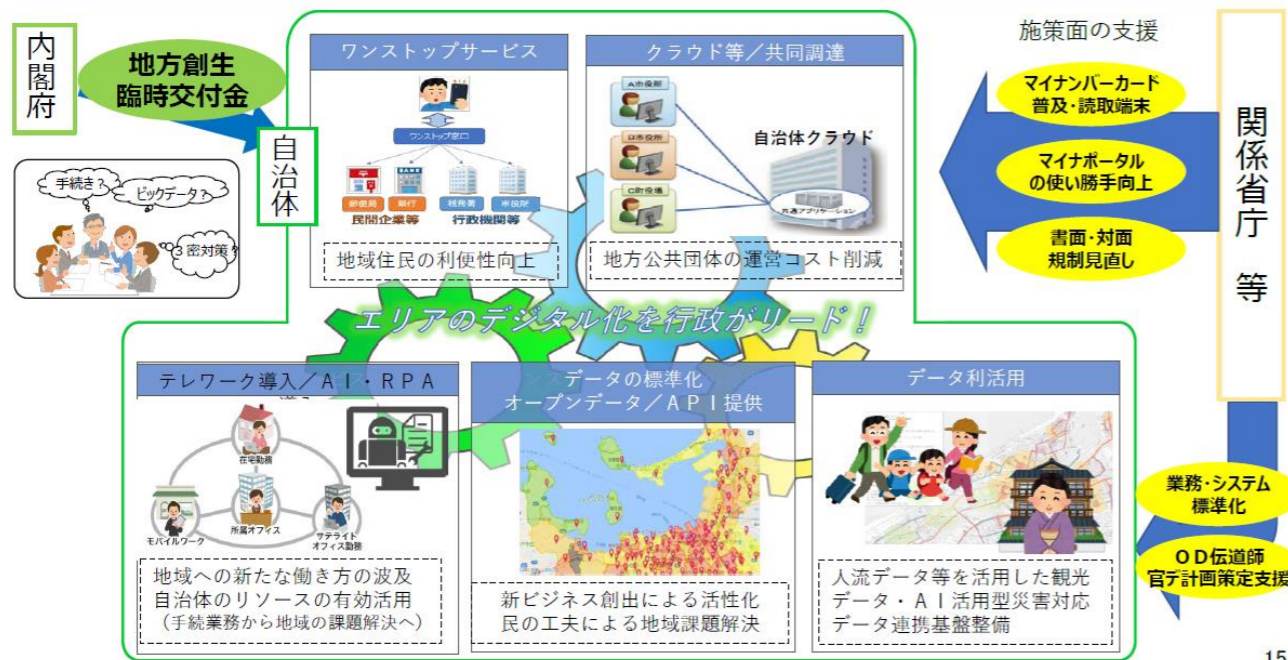 内閣府
地方創生
臨時交付金
自治体
手続き?
ビックデータ?
3密対策?
ワンストップサービス
ワンストップ窓口
郵便局
銀行
税務署
市役所
民間企業等
行政機関等
地域住民の利便性向上
クラウド等/共同調達
A市役所
B市役所
C町役場
自治体クラウド
共通アプリケーション
地方公共団体の運営コスト削減
施策面の支援
マイナンバーカード
普及・読取端末
マイナポータル
の使い勝手向上
書面・対面
規制見直し
関係省庁 等
エリアのデジタル化を行政がリード!
テレワーク導入/AI・RPA
在宅勤務
モバイルワーク
所属オフィス
サテライト
オフィス勤務
地域への新たな働き方の波及
自治体のリソースの有効活用
(手続業務から地域の課題解決へ)
データの標準化
オープンデータ/API提供
新ビジネス創出による活性化
民の工夫による地域課題解決
データ利活用
人流データ等を活用した観光
データ・AI活用型災害対応
データ連携基盤整備
業務・システム
標準化
OD伝道師
官デ計画策定支援
15